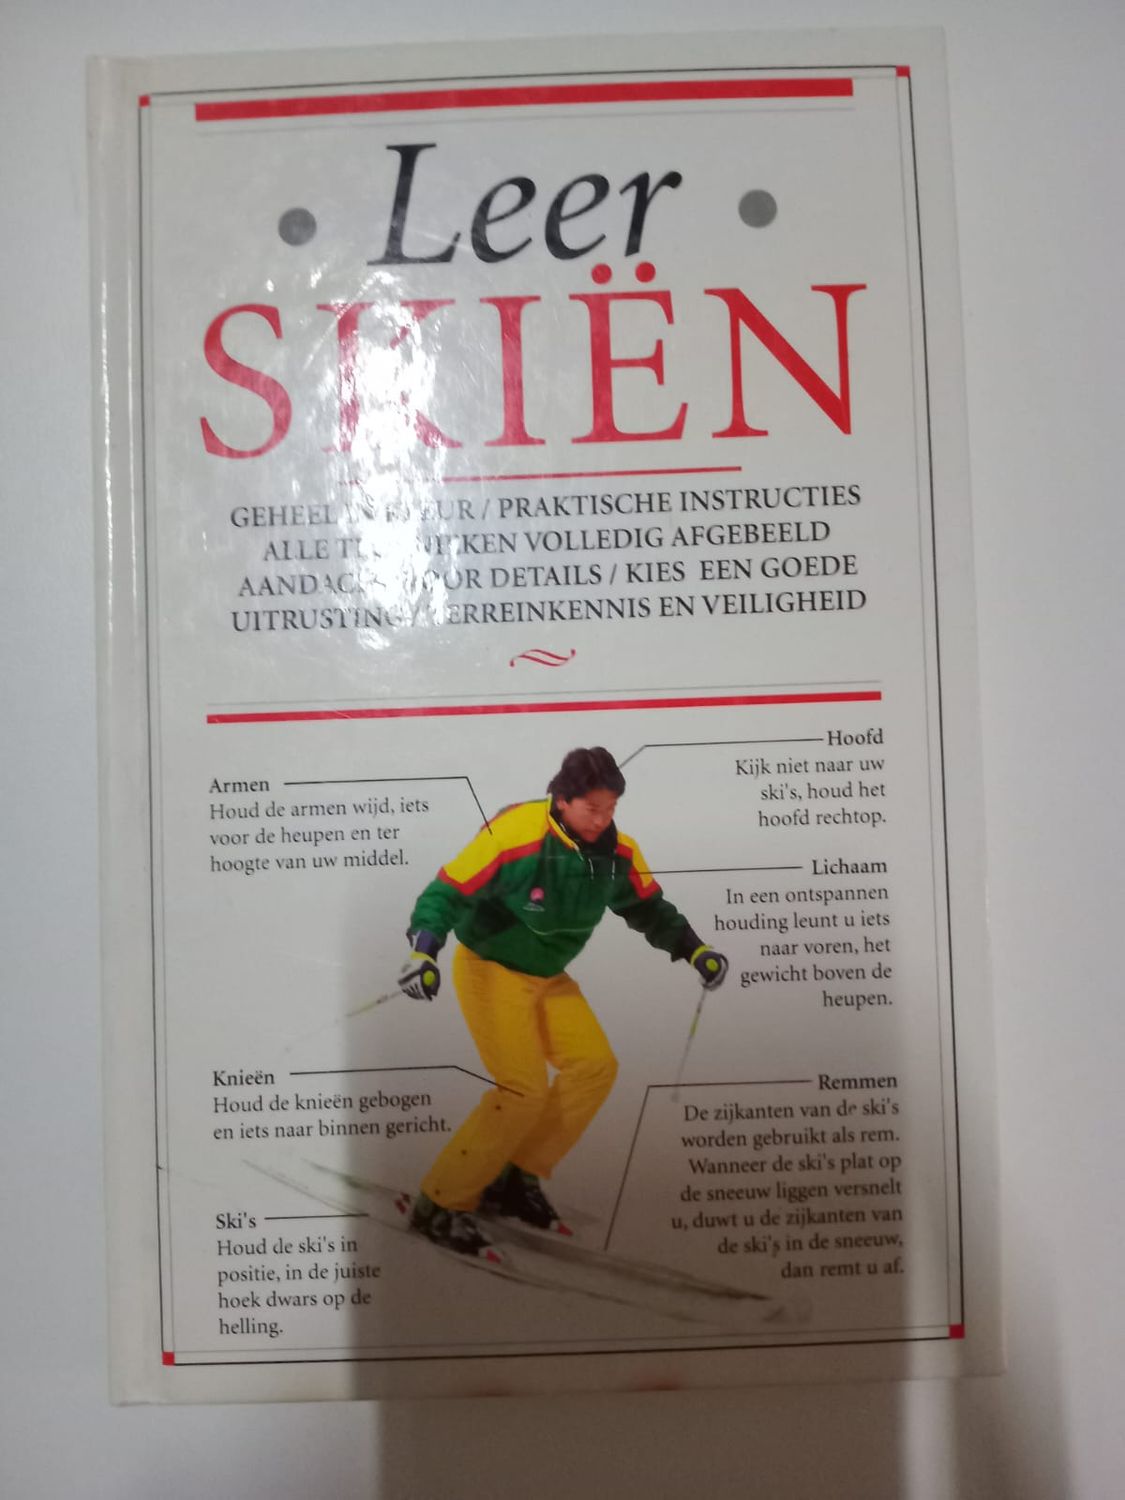 Leer
SKIËN
GEHEEL IN KLEUR / PRAKTISCHE INSTRUCTIES
ALLE TECHNIEKEN VOLLEDIG AFGEBEELD
AANDACHT VOOR DETAILS / KIES EEN GOEDE
UITRUSTING / TERREINKENNIS EN VEILIGHEID
Hoofd
Kijk niet naar uw
ski's, houd het
hoofd rechtop.
Armen
Houd de armen wijd, iets
voor de heupen en ter
hoogte van uw middel.
Lichaam
In een ontspannen
houding leunt u iets
naar voren, het
gewicht boven de
heupen.
Knieën
Houd de knieën gebogen
en iets naar binnen gericht.
Remmen
De zijkanten van de ski's
worden gebruikt als rem.
Wanneer de ski's plat op
de sneeuw liggen versnelt
u, duwt u de zijkanten van
de ski's in de sneeuw,
dan remt u af.
Ski's
Houd de ski's in
positie, in de juiste
hoek dwars op de
helling.